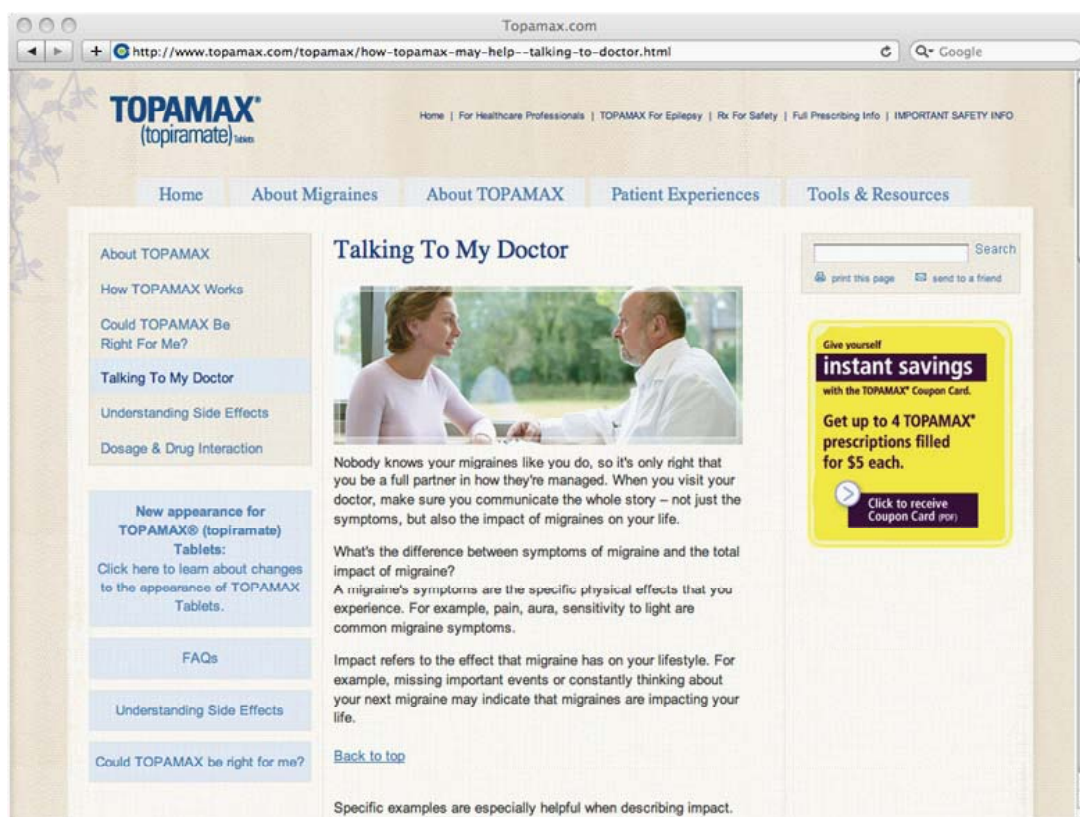 Topamax.com
http://www.topamax.com/topamax/how-topamax-may-help--talking-to-doctor.html
Google
TOPAMAX®
(topiramate) Tablets
Home | For Healthcare Professionals | TOPAMAX For Epilepsy | Rx For Safety | Full Prescribing Info | IMPORTANT SAFETY INFO
Home
About Migraines
About TOPAMAX
Patient Experiences
Tools & Resources
About TOPAMAX
How TOPAMAX Works
Could TOPAMAX Be
Right For Me?
Talking To My Doctor
Understanding Side Effects
Dosage & Drug Interaction
New appearance for
TOPAMAX® (topiramate)
Tablets:
Click here to learn about changes
to the appearance of TOPAMAX
Tablets.
FAQs
Understanding Side Effects
Could TOPAMAX be right for me?
Talking To My Doctor
Nobody knows your migraines like you do, so it's only right that
you be a full partner in how they're managed. When you visit your
doctor, make sure you communicate the whole story – not just the
symptoms, but also the impact of migraines on your life.
What's the difference between symptoms of migraine and the total
impact of migraine?
A migraine's symptoms are the specific physical effects that you
experience. For example, pain, aura, sensitivity to light are
common migraine symptoms.
Impact refers to the effect that migraine has on your lifestyle. For
example, missing important events or constantly thinking about
your next migraine may indicate that migraines are impacting your
life.
Back to top
Specific examples are especially helpful when describing impact.
Search
print this page
send to a friend
Give yourself
instant savings
with the TOPAMAX® Coupon Card.
Get up to 4 TOPAMAX®
prescriptions filled
for $5 each.
Click to receive
Coupon Card (PDF)